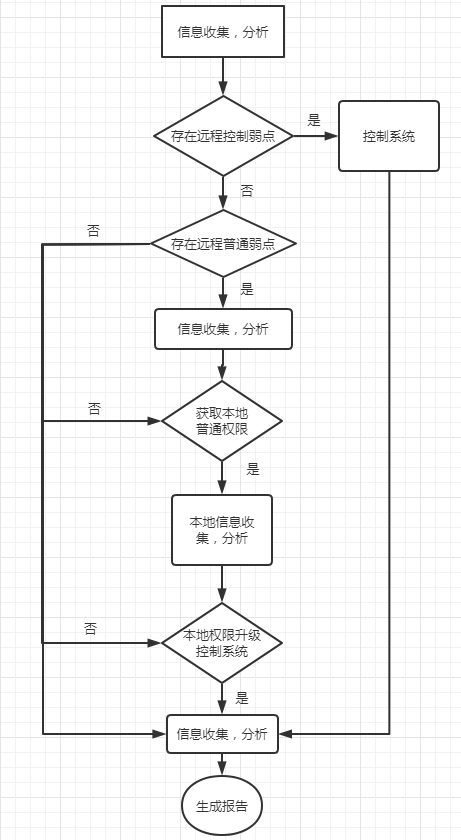 信息收集，分析
存在远程控制弱点
是
控制系统
否
否
存在远程普通弱点
是
信息收集，分析
否
获取本地
普通权限
是
本地信息收
集，分析
否
本地权限升级
控制系统
是
信息收集，分析
生成报告